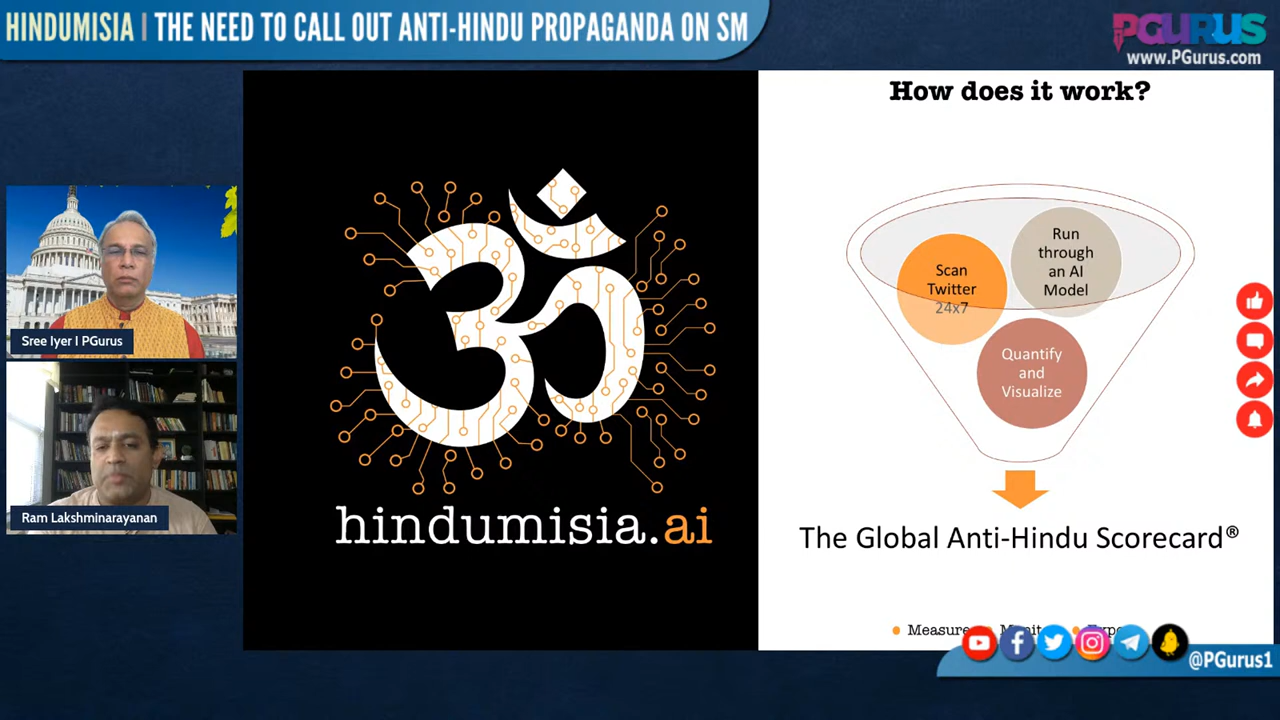 HINDUMISIA | THE NEED TO CALL OUT ANTI-HINDU PROPAGANDA ON SM
PGURUS
www.PGurus.com
How does it work?
Scan
Twitter
24x7
Run
through
an AI
Model
Quantify
and
Visualize
Sree Iyer I PGurus
Ram Lakshminarayanan
hindumisia.ai
The Global Anti-Hindu Scorecard®
Measure
@PGurus1